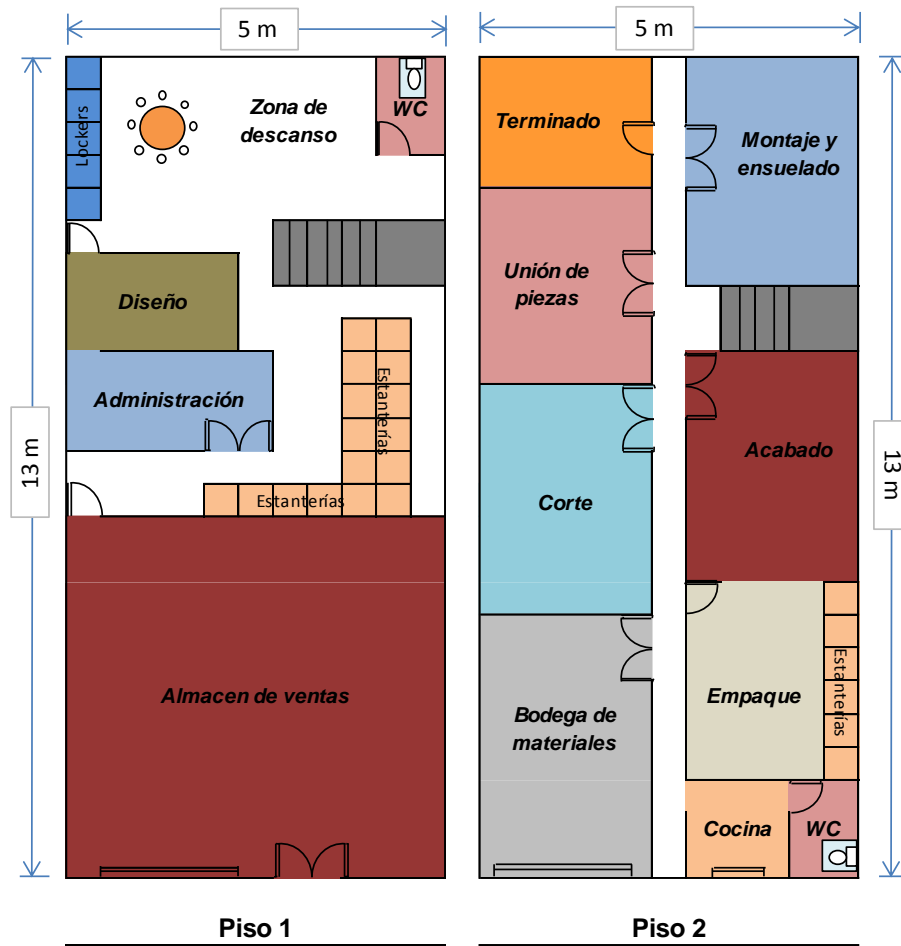 5 m
5 m
Zona de
descanso
WC
Lockers
Diseño
Administración
Estanterías
Estanterías
13 m
Almacen de ventas
Terminado
Montaje y
ensuelado
Unión de
piezas
Corte
Acabado
13 m
Bodega de
materiales
Empaque
Estanterías
Cocina
WC
Piso 1
Piso 2